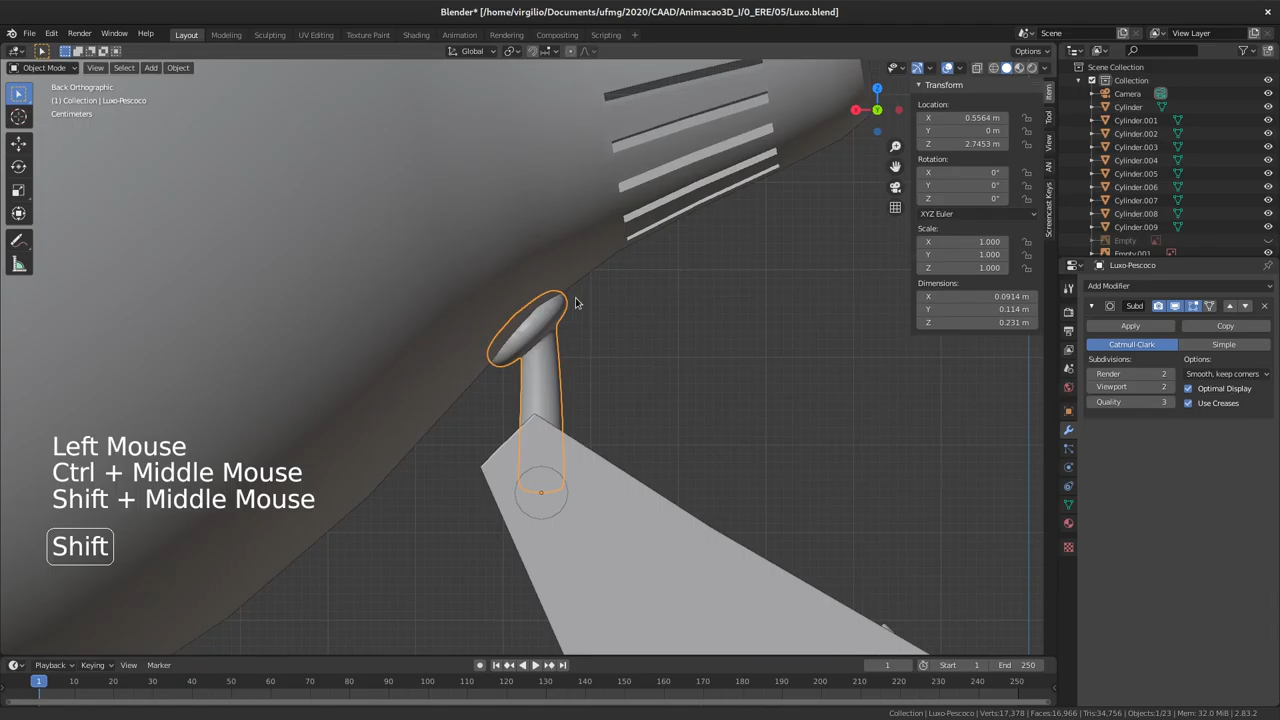 Blender* [/home/virgilio/Documents/ufmg/2020/CAAD/Animacao3D_I/0_ERE/05/Luxo.blend]
File Edit Render Window Help Layout Modeling Sculpting UV Editing Texture Paint Shading Animation Rendering Compositing Scripting + Scene View Layer
Global Options
Object Mode View Select Add Object
Back Orthographic
(1) Collection | Luxo-Pescoco
Centimeters
Transform
Location:
X 0.5564 m
Y 0 m
Z 2.7453 m
Rotation:
X 0°
Y 0°
Z 0°
XYZ Euler
Scale:
X 1.000
Y 1.000
Z 1.000
Dimensions:
X 0.0914 m
Y 0.114 m
Z 0.231 m
Item
Tool
View
AN
Screencast Keys
X
Y
Z
Scene Collection
Collection
Camera
Cylinder
Cylinder.001
Cylinder.002
Cylinder.003
Cylinder.004
Cylinder.005
Cylinder.006
Cylinder.007
Cylinder.008
Cylinder.009
Empty
Empty.001
Luxo-Pescoco
Add Modifier
Subd
Apply Copy
Catmull-Clark Simple
Subdivisions: Options:
Render 2 Smooth, keep corners
Viewport 2 Optimal Display
Quality 3 Use Creases
Left Mouse
Ctrl + Middle Mouse
Shift + Middle Mouse
Shift
Playback Keying View Marker 1 Start 1 End 250
1 10 20 30 40 50 60 70 80 90 100 110 120 130 140 150 160 170 180 190 200 210 220 230 240 250
Collection | Luxo-Pescoco | Verts:17,378 | Faces:16,966 | Tris:34,756 | Objects:1/23 | Mem: 32.0 MiB | 2.83.2